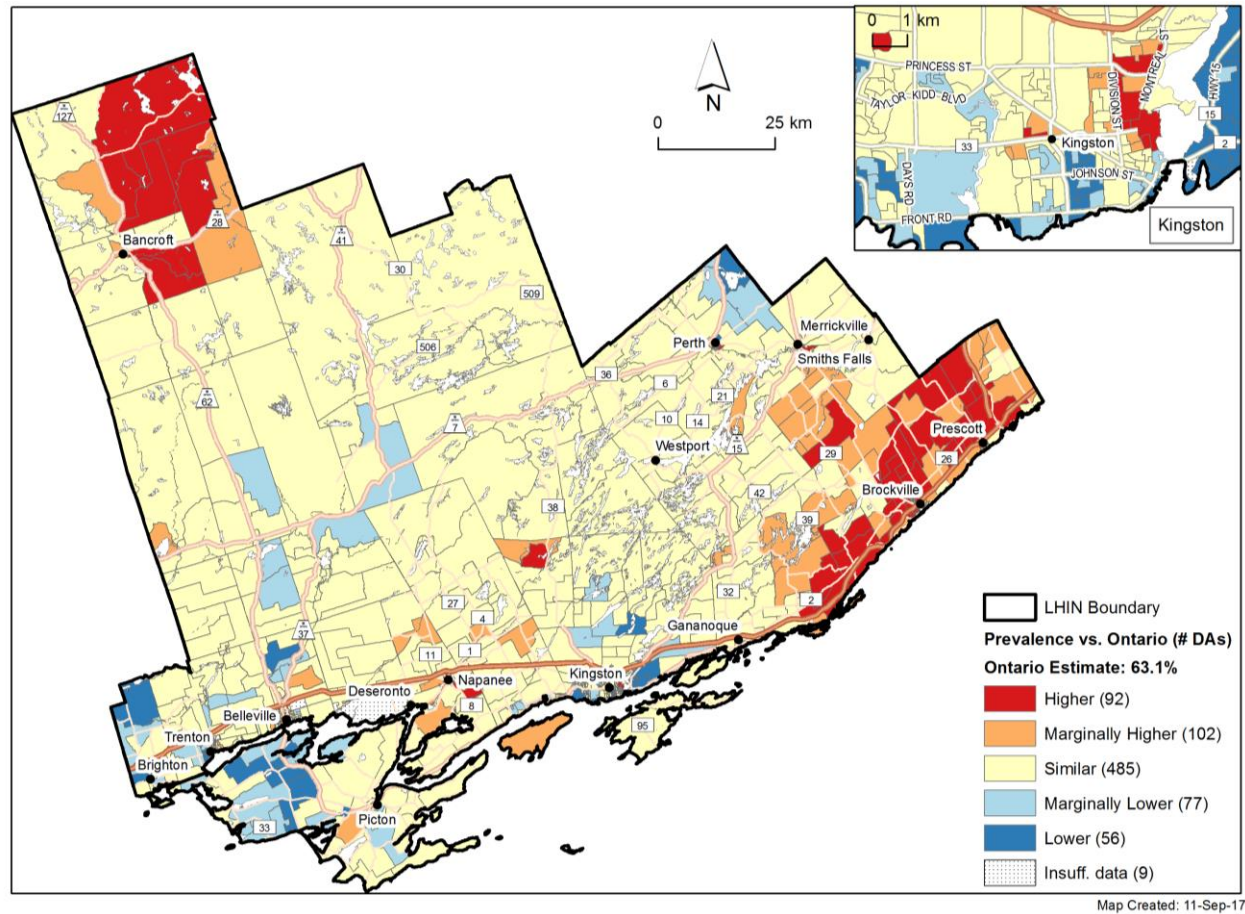 0 1 km
PRINCESS ST
TAYLOR KIDD BLVD
DIVISION ST
MONTREAL ST
HWY 15
15
2
33
Kingston
JOHNSON ST
DAYS RD
FRONT RD
Kingston
N
0 25 km
127
28
Bancroft
41
30
509
506
62
Perth
Merrickville
Smiths Falls
36
6
21
7
10
14
15
Westport
29
Prescott
26
Brockville
42
39
38
27
4
32
2
11
1
37
Gananoque
Napanee
Kingston
Deseronto
8
Belleville
95
Trenton
Brighton
Picton
33
LHIN Boundary
Prevalence vs. Ontario (# DAs)
Ontario Estimate: 63.1%
Higher (92)
Marginally Higher (102)
Similar (485)
Marginally Lower (77)
Lower (56)
Insuff. data (9)
Map Created: 11-Sep-17